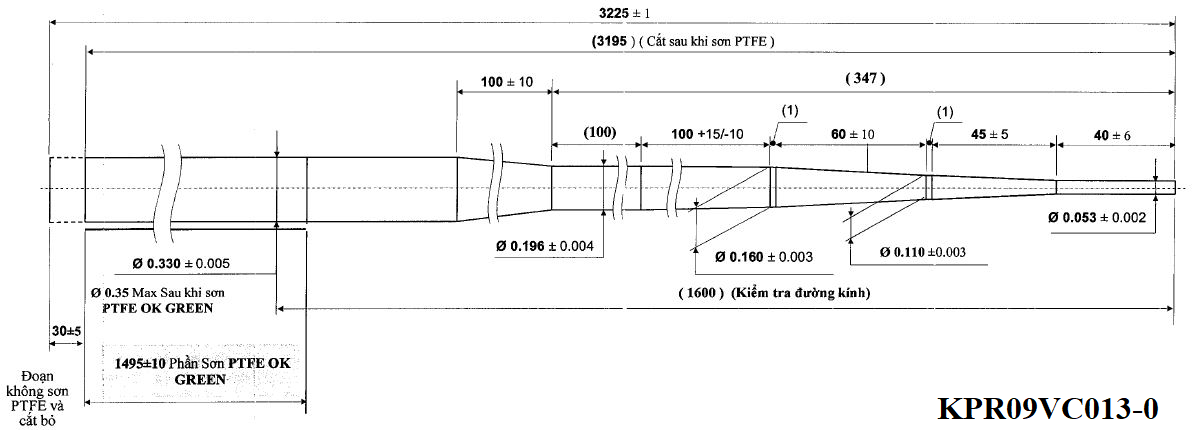 3225 ± 1
(3195 ) ( Cắt sau khi sơn PTFE )
100 ± 10
( 347)
(1)
(1)
(100)
100 +15/-10
60 ± 10
45 ± 5
40 ± 6
Ø 0.053 ± 0.002
Ø 0.196 ± 0.004
Ø 0.160 ± 0.003
Ø 0.110 ±0.003
Ø 0.330 ± 0.005
Ø 0.35 Max Sau khi sơn
PTFE OK GREEN
( 1600) (Kiểm tra đường kính)
30±5
1495±10 Phần Sơn PTFE OK
GREEN
Đoạn
không sơn
PTFE và
cắt bỏ
KPR09VC013-0